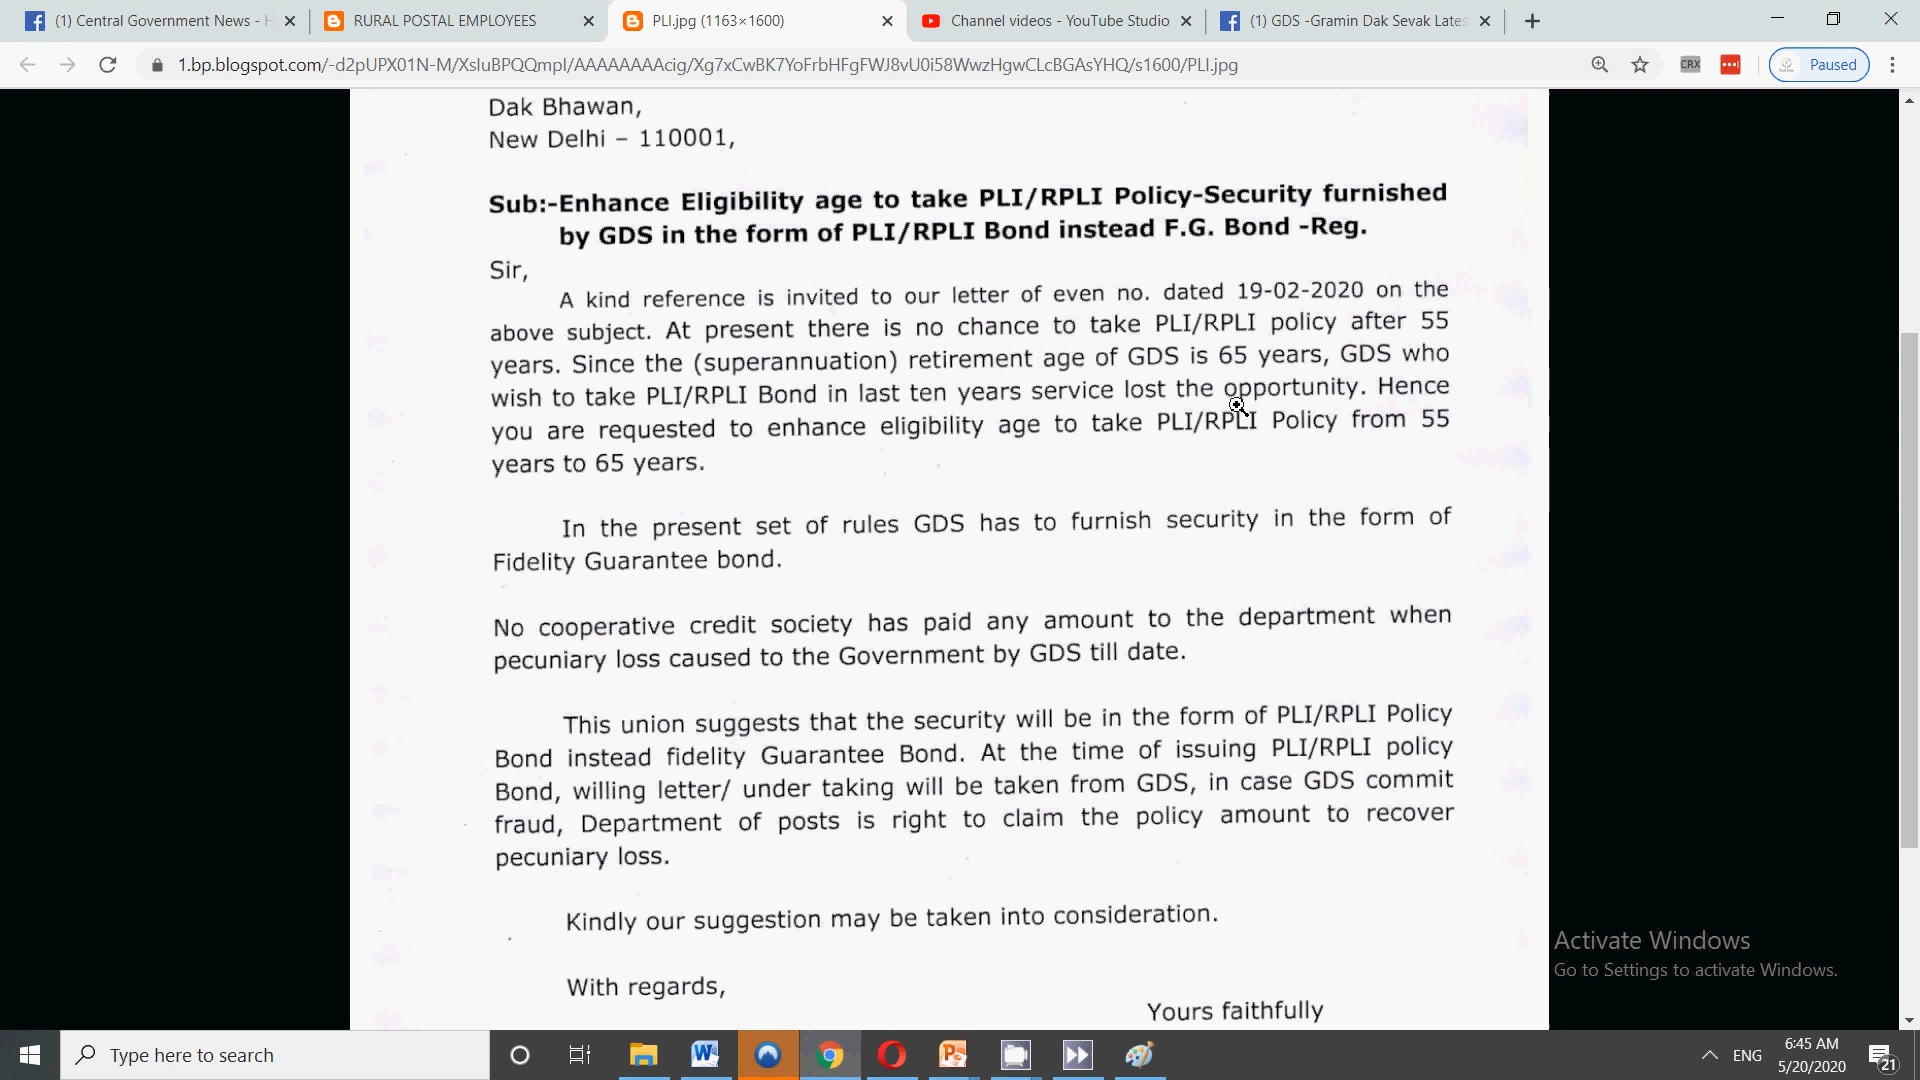 (1) Central Government News - H
RURAL POSTAL EMPLOYEES
PLI.jpg (1163×1600)
Channel videos - YouTube Studio
(1) GDS -Gramin Dak Sevak Lates
1.bp.blogspot.com/-d2pUPX01N-M/XsIuBPQQmpI/AAAAAAAAcig/Xg7xCwBK7YoFrbHFgFWJ8vU0i58WwzHgwCLcBGAsYHQ/s1600/PLI.jpg
CRX
Paused
Dak Bhawan,
New Delhi – 110001,
Sub:-Enhance Eligibility age to take PLI/RPLI Policy-Security furnished
by GDS in the form of PLI/RPLI Bond instead F.G. Bond -Reg.
Sir,
A kind reference is invited to our letter of even no. dated 19-02-2020 on the
above subject. At present there is no chance to take PLI/RPLI policy after 55
years. Since the (superannuation) retirement age of GDS is 65 years, GDS who
wish to take PLI/RPLI Bond in last ten years service lost the opportunity. Hence
you are requested to enhance eligibility age to take PLI/RPLI Policy from 55
years to 65 years.
In the present set of rules GDS has to furnish security in the form of
Fidelity Guarantee bond.
No cooperative credit society has paid any amount to the department when
pecuniary loss caused to the Government by GDS till date.
This union suggests that the security will be in the form of PLI/RPLI Policy
Bond instead fidelity Guarantee Bond. At the time of issuing PLI/RPLI policy
Bond, willing letter/ under taking will be taken from GDS, in case GDS commit
fraud, Department of posts is right to claim the policy amount to recover
pecuniary loss.
Kindly our suggestion may be taken into consideration.
With regards,
Yours faithfully
Activate Windows
Go to Settings to activate Windows.
Type here to search
ENG
6:45 AM
5/20/2020
21